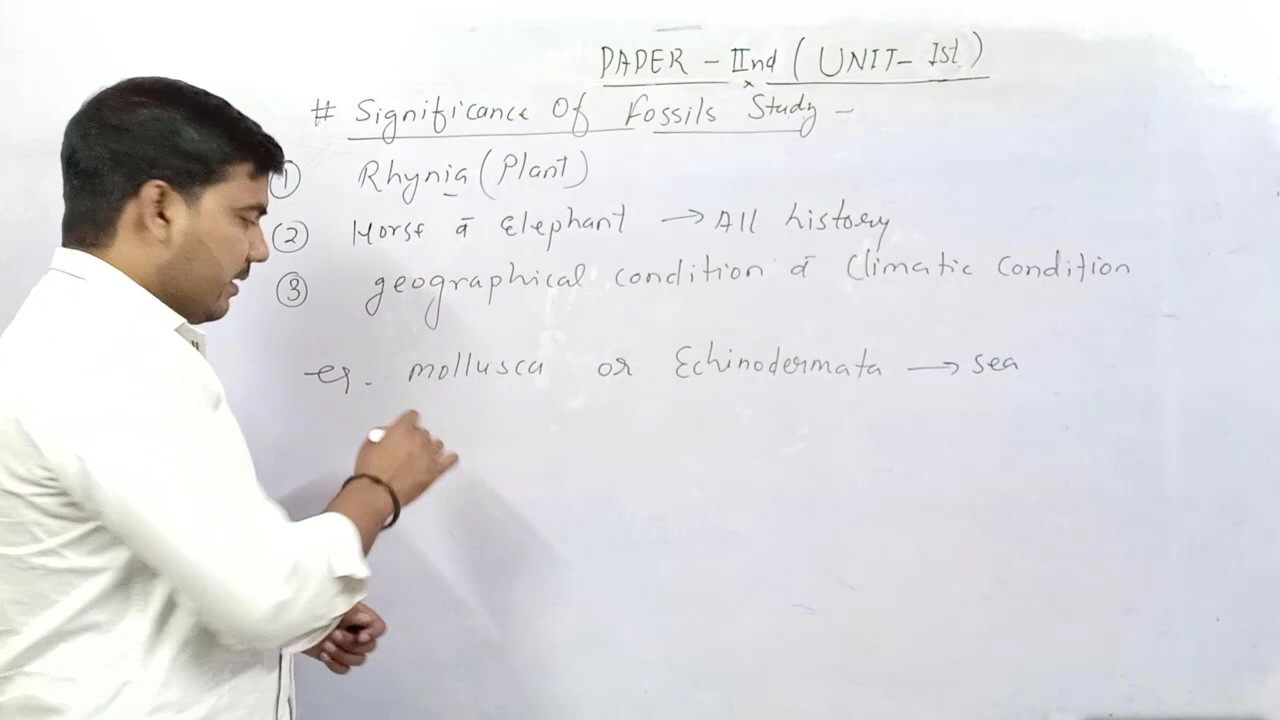 PAPER - IInd (UNIT- Ist)
# Significance Of Fossils Study -
① Rhynia (Plant)
② Horse & Elephant → All history
③ geographical condition & Climatic Condition
eg. mollusca or Echinodermata → sea